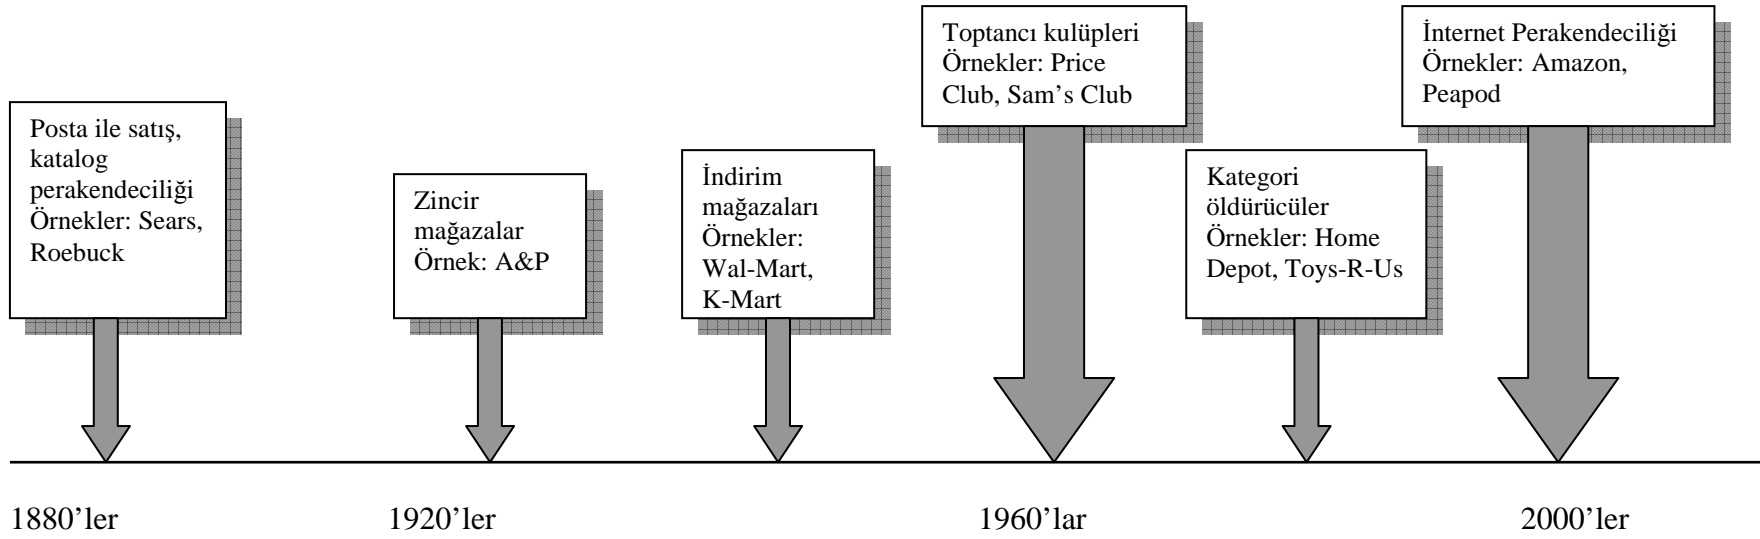 Posta ile satış,
katalog
perakendeciliği
Örnekler: Sears,
Roebuck
Zincir
mağazalar
Örnek: A&P
İndirim
mağazaları
Örnekler:
Wal-Mart,
K-Mart
Toptancı kulüpleri
Örnekler: Price
Club, Sam’s Club
Kategori
öldürücüler
Örnekler: Home
Depot, Toys-R-Us
İnternet Perakendeciliği
Örnekler: Amazon,
Peapod
1880’ler
1920’ler
1960’lar
2000’ler